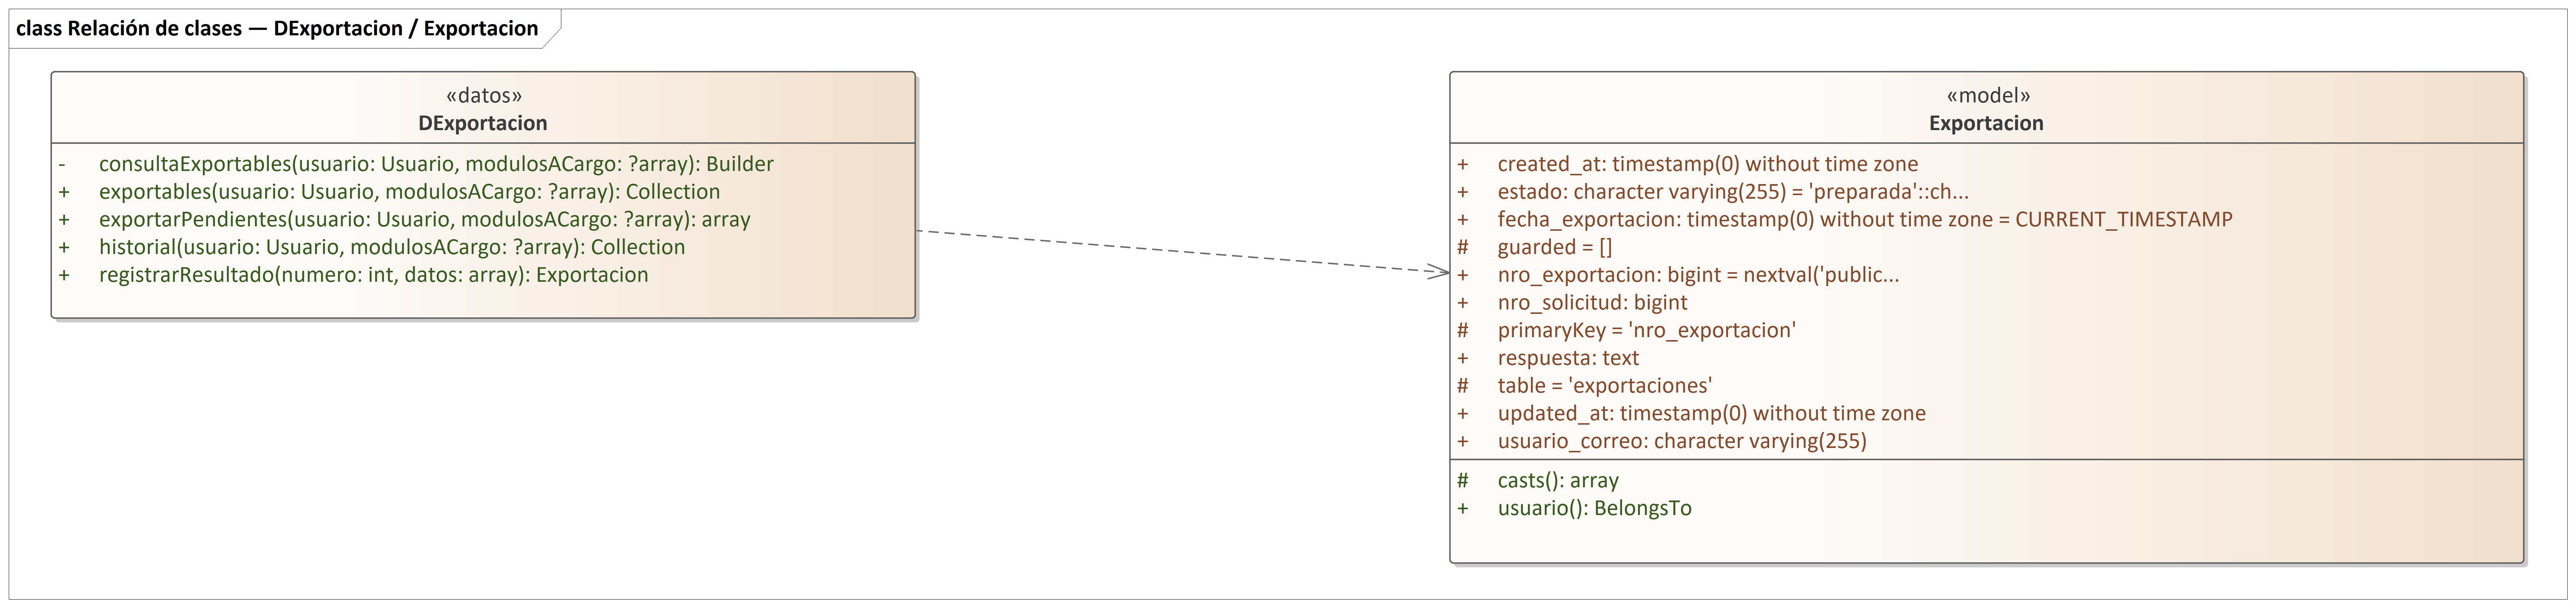 class Relación de clases — DExportacion / Exportacion
«datos»
DExportacion
- consultaExportables(usuario: Usuario, modulosACargo: ?array): Builder
+ exportables(usuario: Usuario, modulosACargo: ?array): Collection
+ exportarPendientes(usuario: Usuario, modulosACargo: ?array): array
+ historial(usuario: Usuario, modulosACargo: ?array): Collection
+ registrarResultado(numero: int, datos: array): Exportacion
«model»
Exportacion
+ created_at: timestamp(0) without time zone
+ estado: character varying(255) = 'preparada'::ch...
+ fecha_exportacion: timestamp(0) without time zone = CURRENT_TIMESTAMP
# guarded = []
+ nro_exportacion: bigint = nextval('public...
+ nro_solicitud: bigint
# primaryKey = 'nro_exportacion'
+ respuesta: text
# table = 'exportaciones'
+ updated_at: timestamp(0) without time zone
+ usuario_correo: character varying(255)
# casts(): array
+ usuario(): BelongsTo